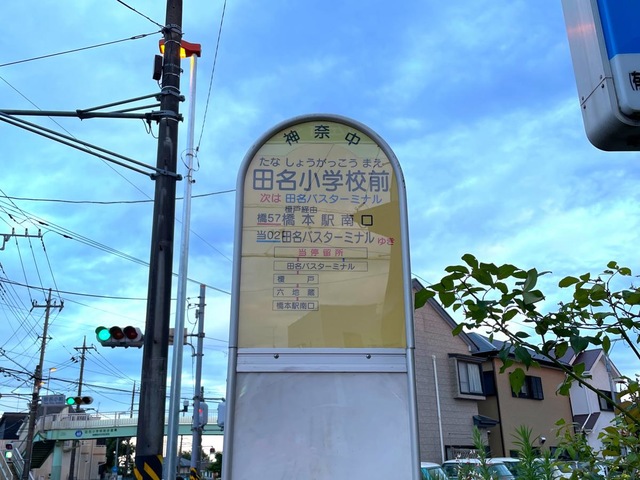 神奈中
たな しょうがっこう まえ
田名小学校前
次は 田名バスターミナル
榎戸経由
橋57橋本駅南口
当02田名バスターミナルゆき
当停留所
田名バスターミナル
榎戸
六地蔵
橋本駅南口